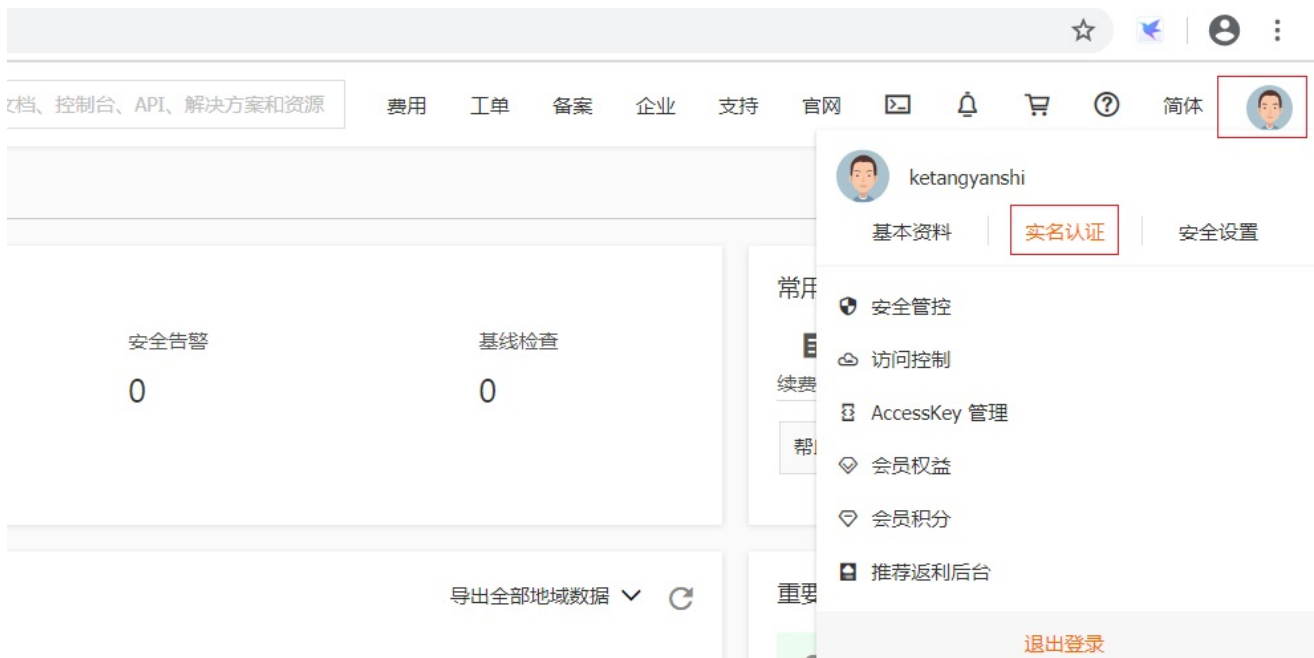 文档、控制台、API、解决方案和资源 费用 工单 备案 企业 支持 官网 简体
ketangyanshi
基本资料 实名认证 安全设置
常用
安全管控
安全告警 基线检查
0 0
访问控制
续费
AccessKey 管理
帮
会员权益
会员积分
推荐返利后台
导出全部地域数据
重要
退出登录